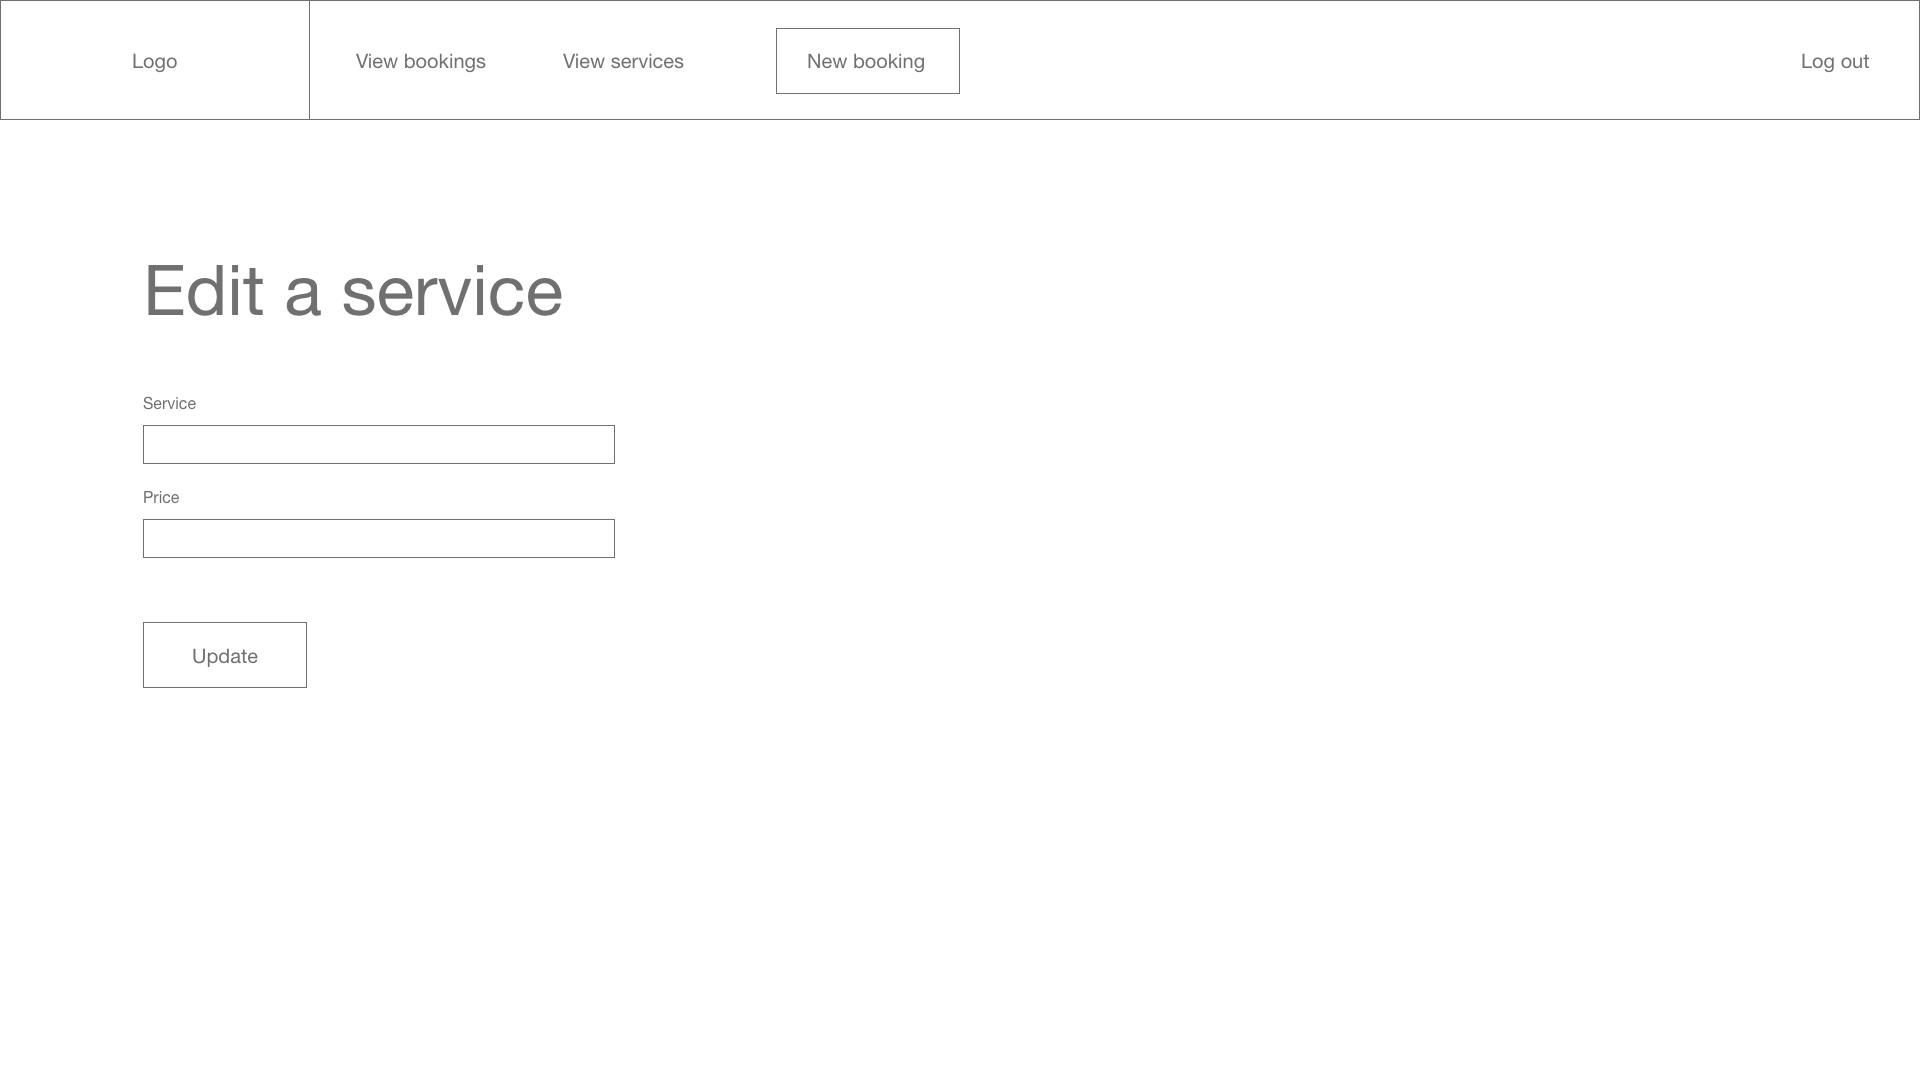 Logo
View bookings
View services
New booking
Log out
Edit a service
Service
Price
Update